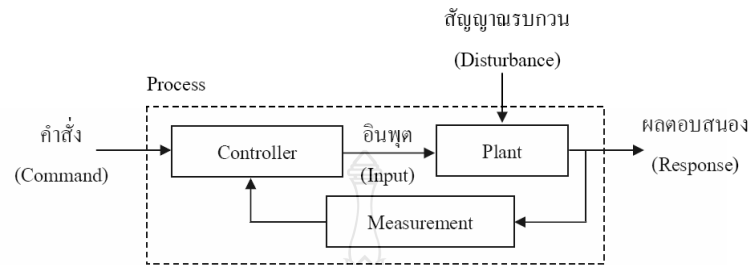 สัญญาณรบกวน
(Disturbance)
Process
คำสั่ง
(Command)
Controller
อินพุต
(Input)
Plant
ผลตอบสนอง
(Response)
Measurement